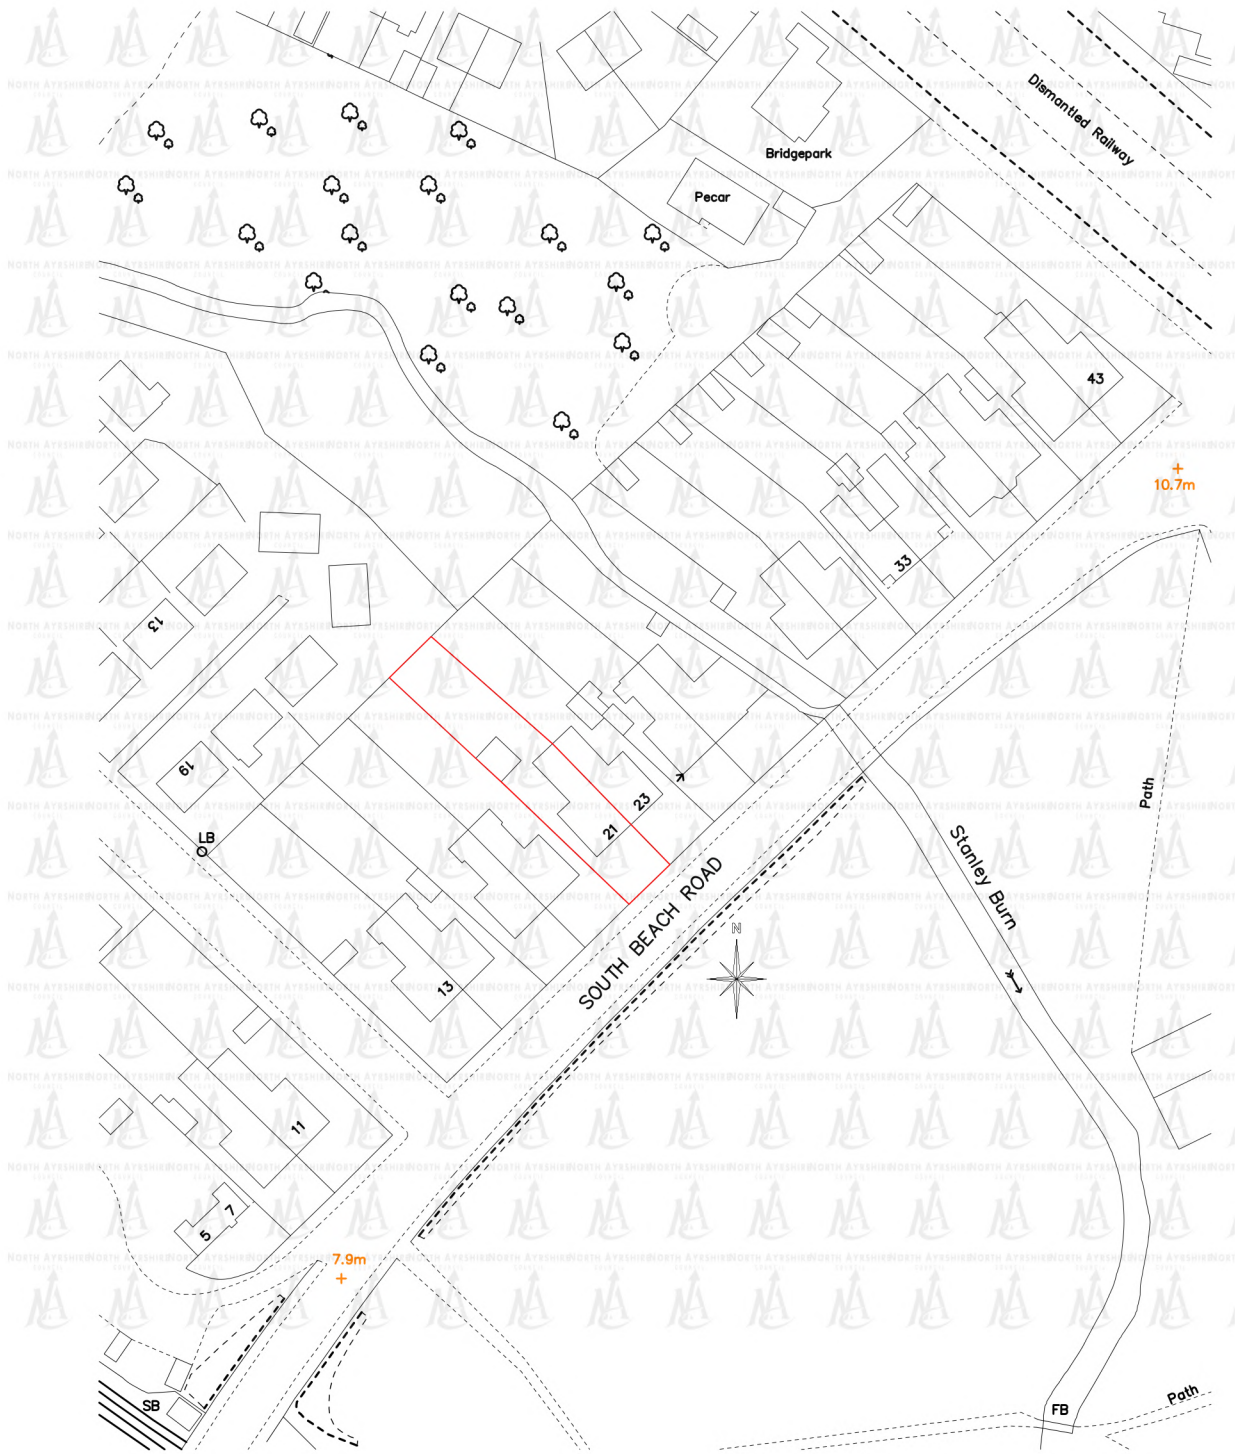 Dismantled Railway
Bridgepark
Pecar
43
10.7m
33
13
19
LB
23
21
Path
SOUTH BEACH ROAD
Stanley Burn
N
13
11
7
5
7.9m
SB
FB
Path
NORTH AYRSHIRE